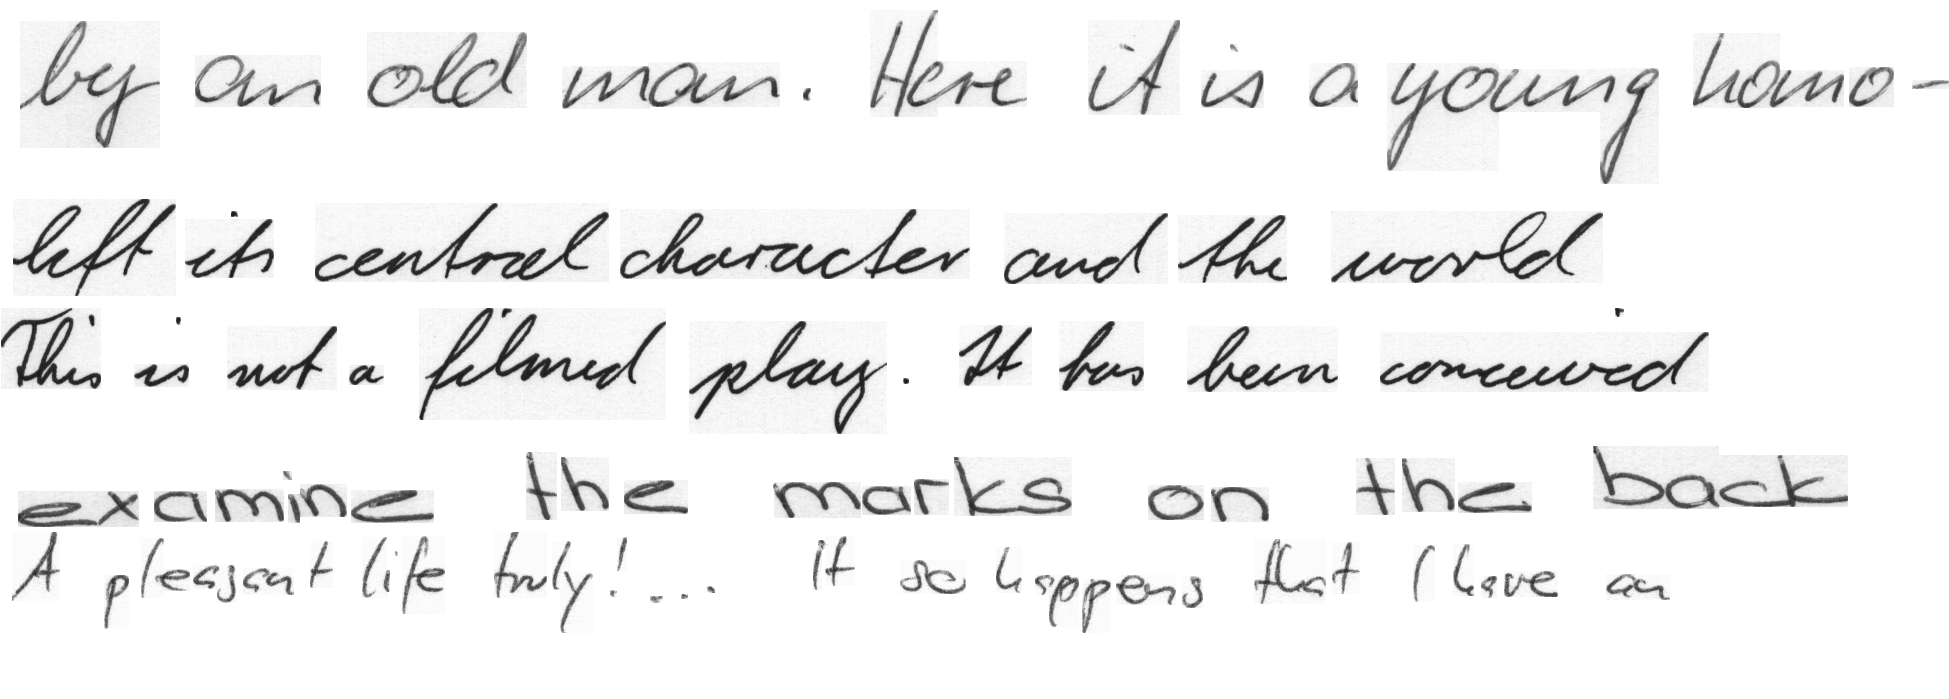 by an old man. Here it is a young homo-
left its central character and the world
This is not a filmed play. It has been conceived
examine the marks on the back
A pleasant life truly!... It so happens that I have an